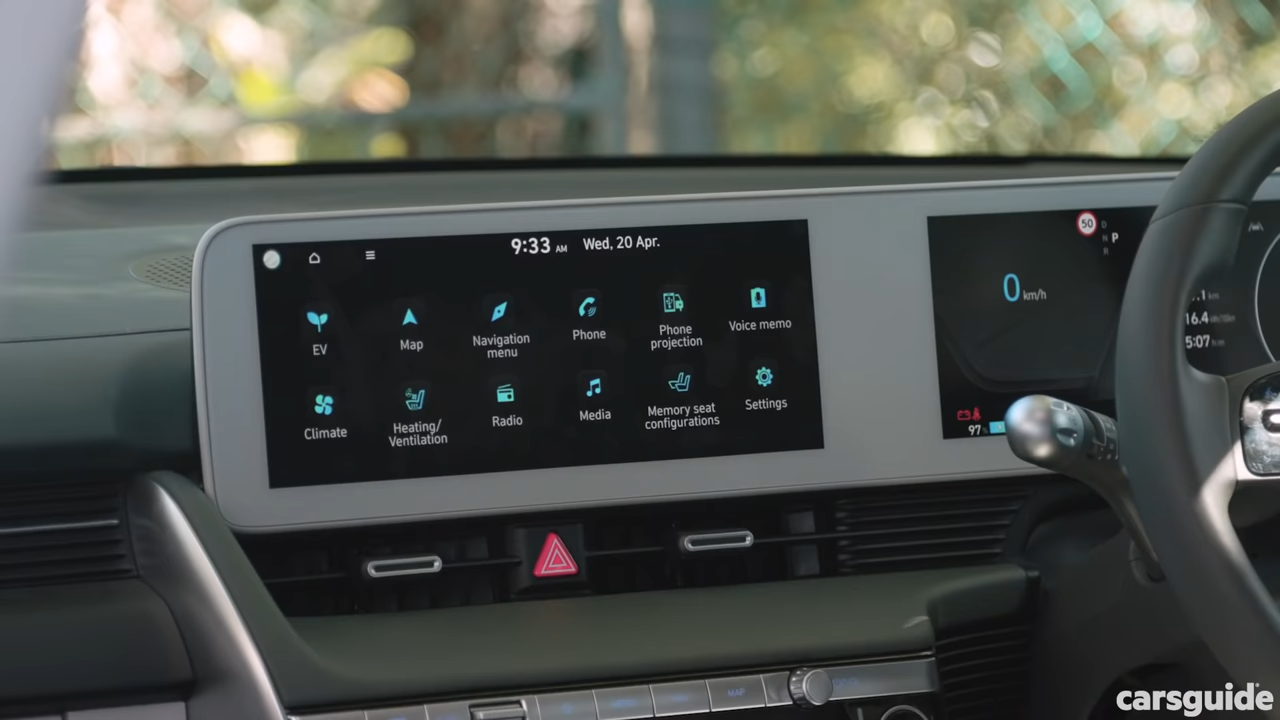 9:33 AM Wed, 20 Apr.
EV
Map
Navigation
menu
Phone
Phone
projection
Voice memo
Climate
Heating/
Ventilation
Radio
Media
Memory seat
configurations
Settings
50
D
N P
R
0 km/h
16.4
5:07
97
MAP
carsguide